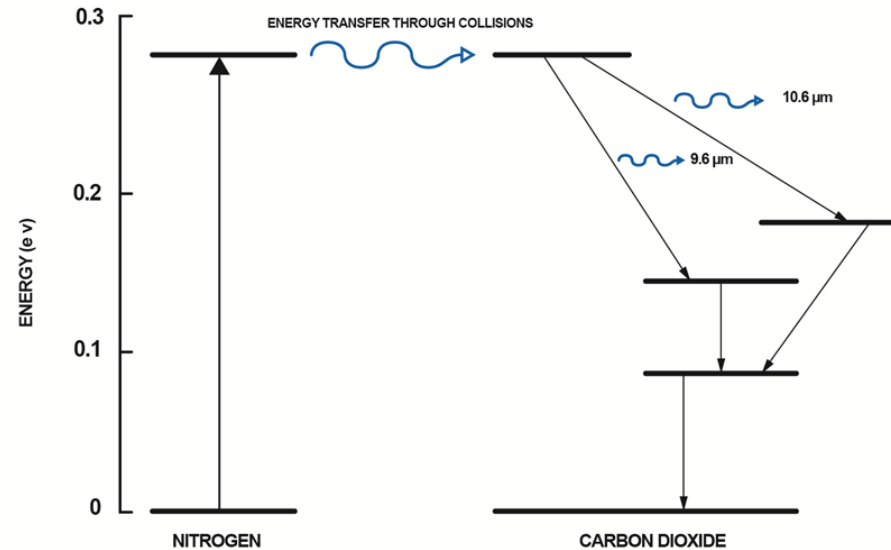 0.3
ENERGY TRANSFER THROUGH COLLISIONS
10.6 µm
9.6 µm
0.2
ENERGY (e v)
0.1
0
NITROGEN
CARBON DIOXIDE